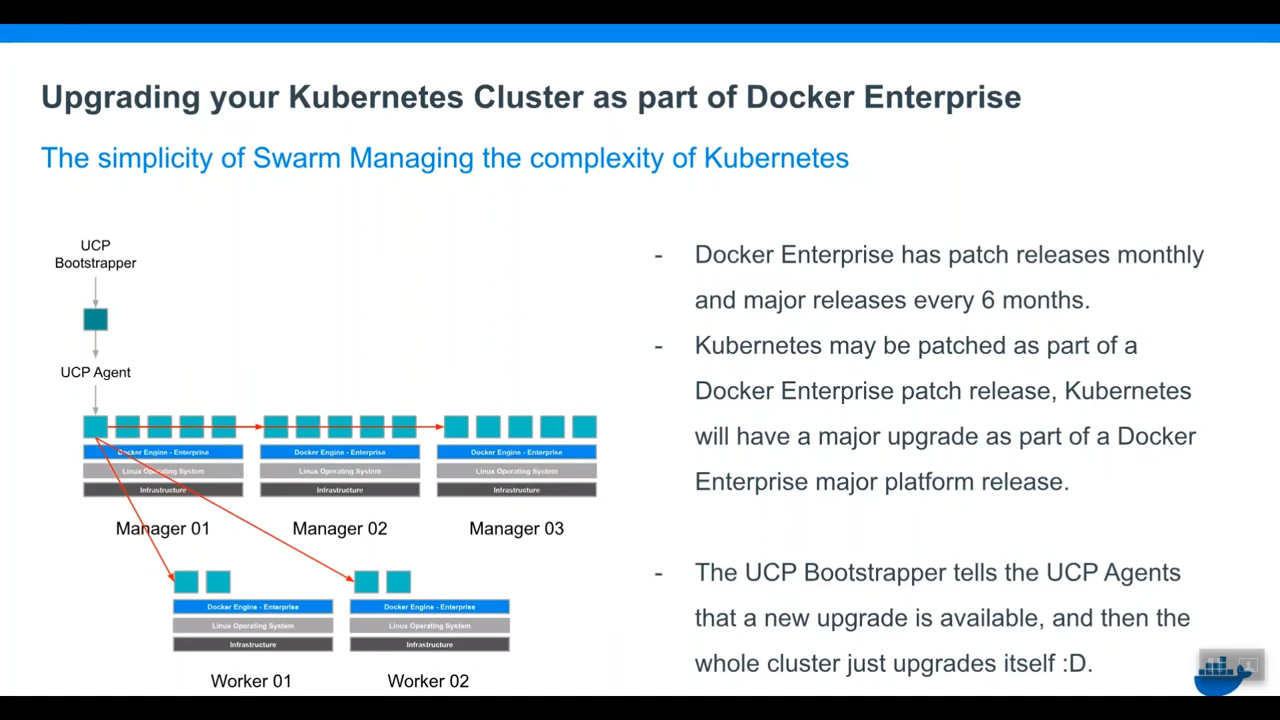 Upgrading your Kubernetes Cluster as part of Docker Enterprise
The simplicity of Swarm Managing the complexity of Kubernetes
UCP
Bootstrapper
UCP Agent
Docker Engine - Enterprise
Linux Operating System
Infrastructure
Manager 01
Docker Engine - Enterprise
Linux Operating System
Infrastructure
Manager 02
Docker Engine - Enterprise
Linux Operating System
Infrastructure
Manager 03
Docker Engine - Enterprise
Linux Operating System
Infrastructure
Worker 01
Docker Engine - Enterprise
Linux Operating System
Infrastructure
Worker 02
- Docker Enterprise has patch releases monthly
and major releases every 6 months.
- Kubernetes may be patched as part of a
Docker Enterprise patch release, Kubernetes
will have a major upgrade as part of a Docker
Enterprise major platform release.
- The UCP Bootstrapper tells the UCP Agents
that a new upgrade is available, and then the
whole cluster just upgrades itself :D.